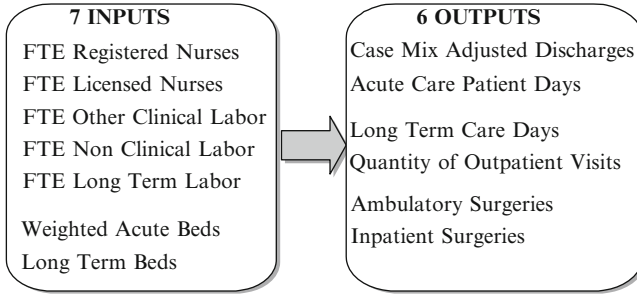 7 INPUTS
FTE Registered Nurses
FTE Licensed Nurses
FTE Other Clinical Labor
FTE Non Clinical Labor
FTE Long Term Labor
Weighted Acute Beds
Long Term Beds
6 OUTPUTS
Case Mix Adjusted Discharges
Acute Care Patient Days
Long Term Care Days
Quantity of Outpatient Visits
Ambulatory Surgeries
Inpatient Surgeries